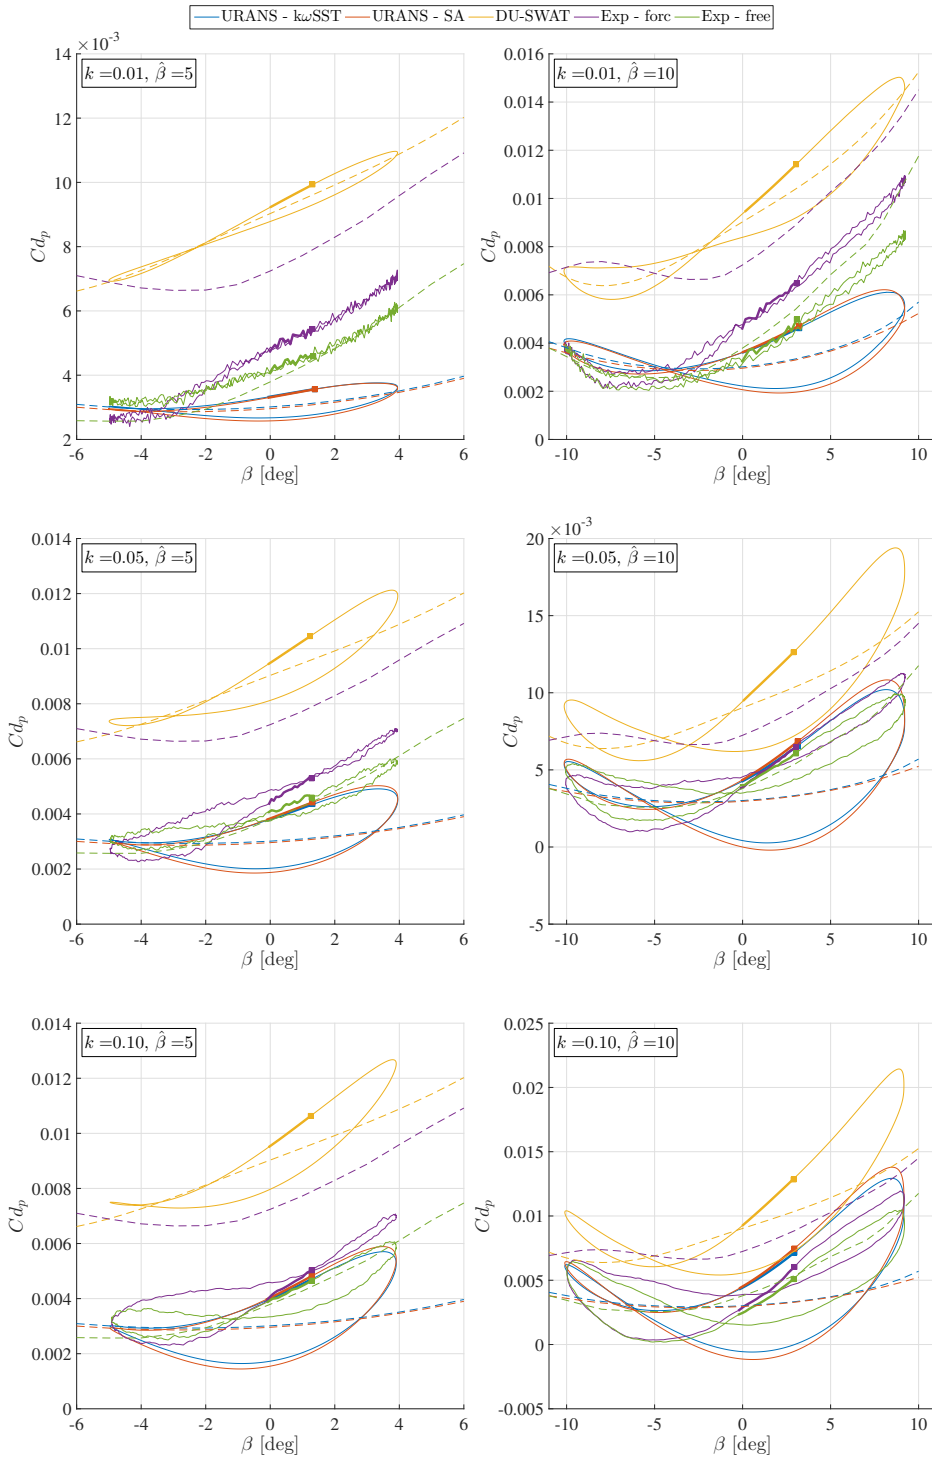 URANS - kωSST URANS - SA DU-SWAT Exp - forc Exp - free
×10⁻³
14
12
10
8
6
4
2
k =0.01, β̂ =5
Cd_p
-6 -4 -2 0 2 4 6
β [deg]
0.016
0.014
0.012
0.01
0.008
0.006
0.004
0.002
0
k =0.01, β̂ =10
Cd_p
-10 -5 0 5 10
β [deg]
0.014
0.012
0.01
0.008
0.006
0.004
0.002
0
k =0.05, β̂ =5
Cd_p
-6 -4 -2 0 2 4 6
β [deg]
×10⁻³
20
15
10
5
0
-5
k =0.05, β̂ =10
Cd_p
-10 -5 0 5 10
β [deg]
0.014
0.012
0.01
0.008
0.006
0.004
0.002
0
k =0.10, β̂ =5
Cd_p
-6 -4 -2 0 2 4 6
β [deg]
0.025
0.02
0.015
0.01
0.005
0
-0.005
k =0.10, β̂ =10
Cd_p
-10 -5 0 5 10
β [deg]